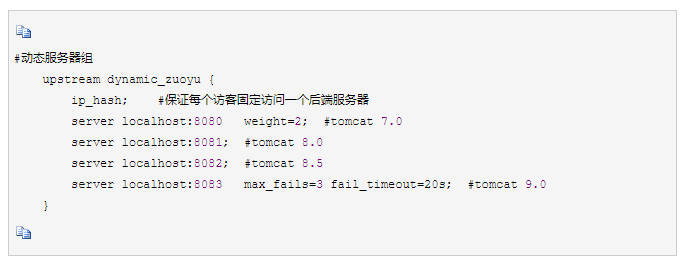 #动态服务器组
upstream dynamic_zuoyu {
ip_hash;    #保证每个访客固定访问一个后端服务器
server localhost:8080   weight=2;  #tomcat 7.0
server localhost:8081;  #tomcat 8.0
server localhost:8082;  #tomcat 8.5
server localhost:8083   max_fails=3 fail_timeout=20s;  #tomcat 9.0
}